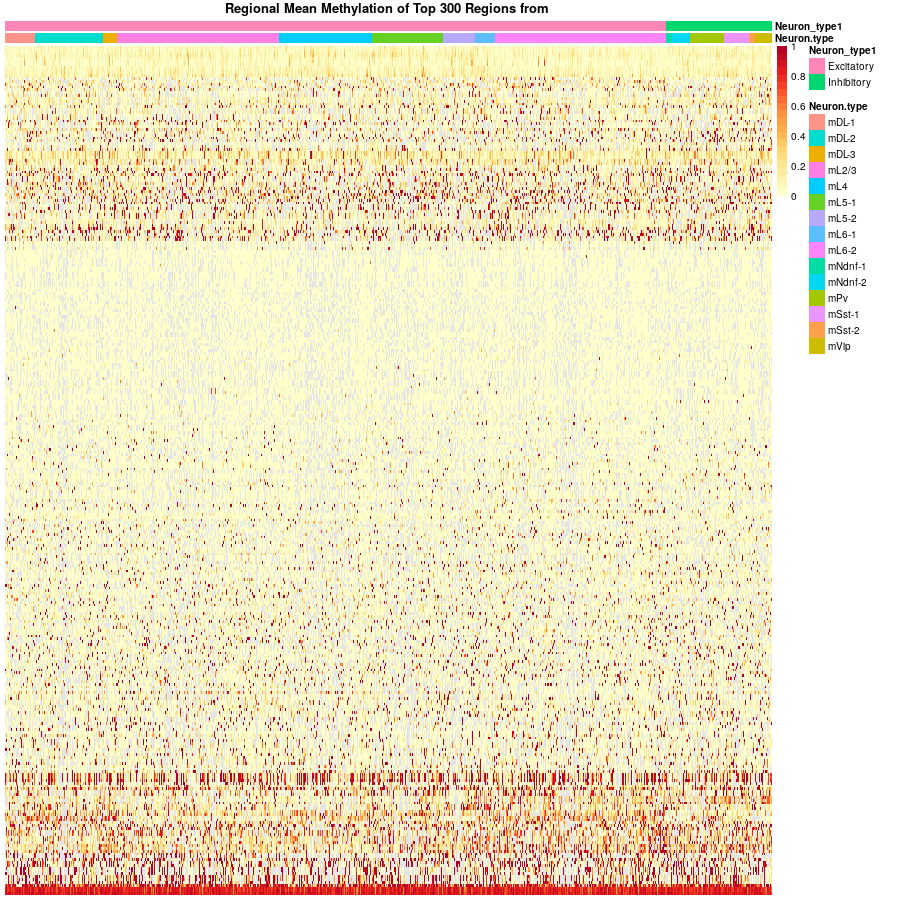 Regional Mean Methylation of Top 300 Regions from
Neuron_type1
Neuron.type
1
0.8
0.6
0.4
0.2
0
Neuron_type1
Excitatory
Inhibitory
Neuron.type
mDL-1
mDL-2
mDL-3
mL2/3
mL4
mL5-1
mL5-2
mL6-1
mL6-2
mNdnf-1
mNdnf-2
mPv
mSst-1
mSst-2
mVip